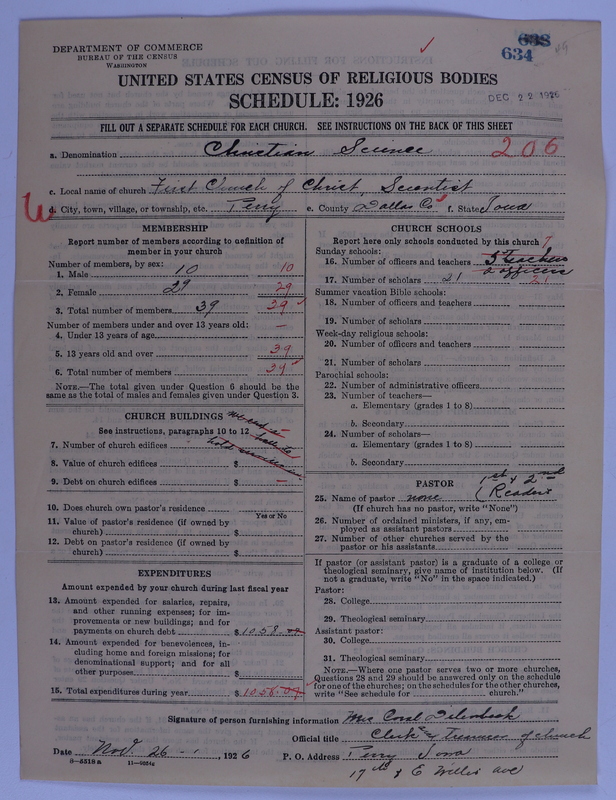 DEPARTMENT OF COMMERCE
BUREAU OF THE CENSUS
WASHINGTON
638
634
49
UNITED STATES CENSUS OF RELIGIOUS BODIES
SCHEDULE: 1926
DEC 22 1926
FILL OUT A SEPARATE SCHEDULE FOR EACH CHURCH. SEE INSTRUCTIONS ON THE BACK OF THIS SHEET
a. Denomination Christian Science 206
c. Local name of church First Church of Christ, Scientist
W
d. City, town, village, or township, etc. Perry e. County Dallas Co f. State Iowa
MEMBERSHIP
Report number of members according to definition of member in your church
Number of members by sex:
1. Male 10 10
2. Female 29 29
3. Total number of members 39 39
Number of members under and over 13 years old:
4. Under 13 years of age –
5. 13 years old and over 39
6. Total number of members 39
NOTE.—The total given under Question 6 should be the
same as the total of males and females given under Question 3.
CHURCH BUILDINGS
See instructions, paragraphs 10 to 12
7. Number of church edifices
8. Value of church edifices $
9. Debt on church edifices $ –
10. Does church own pastor's residence
Yes or No
11. Value of pastor's residence (if owned by
church) $
12. Debt on pastor's residence (if owned by
church) $
EXPENDITURES
Amount expended by your church during last fiscal year
13. Amount expended for salaries, repairs,
and other running expenses; for im-
provements or new buildings; and for
payments on church debt $1058.
14. Amount expended for benevolences, in-
cluding home and foreign missions; for
denominational support; and for all
other purposes $
15. Total expenditures during year $1058.
CHURCH SCHOOLS
Report here only schools conducted by this church
Sunday schools: 7
16. Number of officers and teachers 5 teachers
2 officers
17. Number of scholars 21 21
Summer vacation Bible schools:
18. Number of officers and teachers
19. Number of scholars
Week-day religious schools:
20. Number of officers and teachers
21. Number of scholars
Parochial schools:
22. Number of administrative officers
23. Number of teachers—
a. Elementary (grades 1 to 8)
b. Secondary
24. Number of scholars—
a. Elementary (grades 1 to 8)
b. Secondary
PASTOR
1st & 2nd
25. Name of pastor none (Readers
(If church has no pastor, write "None")
26. Number of ordained ministers, if any, em-
ployed as assistant pastors
27. Number of other churches served by the
pastor or his assistants
If pastor (or assistant pastor) is a graduate of a college or
theological seminary, give name of institution below. (If
not a graduate, write "No" in the space indicated.)
Pastor:
28. College
29. Theological seminary
Assistant pastor:
30. College
31. Theological seminary
NOTE.—Where one pastor serves two or more churches,
Questions 28 and 29 should be answered only on the schedule
for one of the churches; on the schedules for the other churches,
write "See schedule for church."
Signature of person furnishing information Mrs Coral
Official title Clerk and Treasurer of church
Date Nov. 26 1926 P. O. Address Perry Iowa
8—5518a 11—9034a
17th & E Willis ave